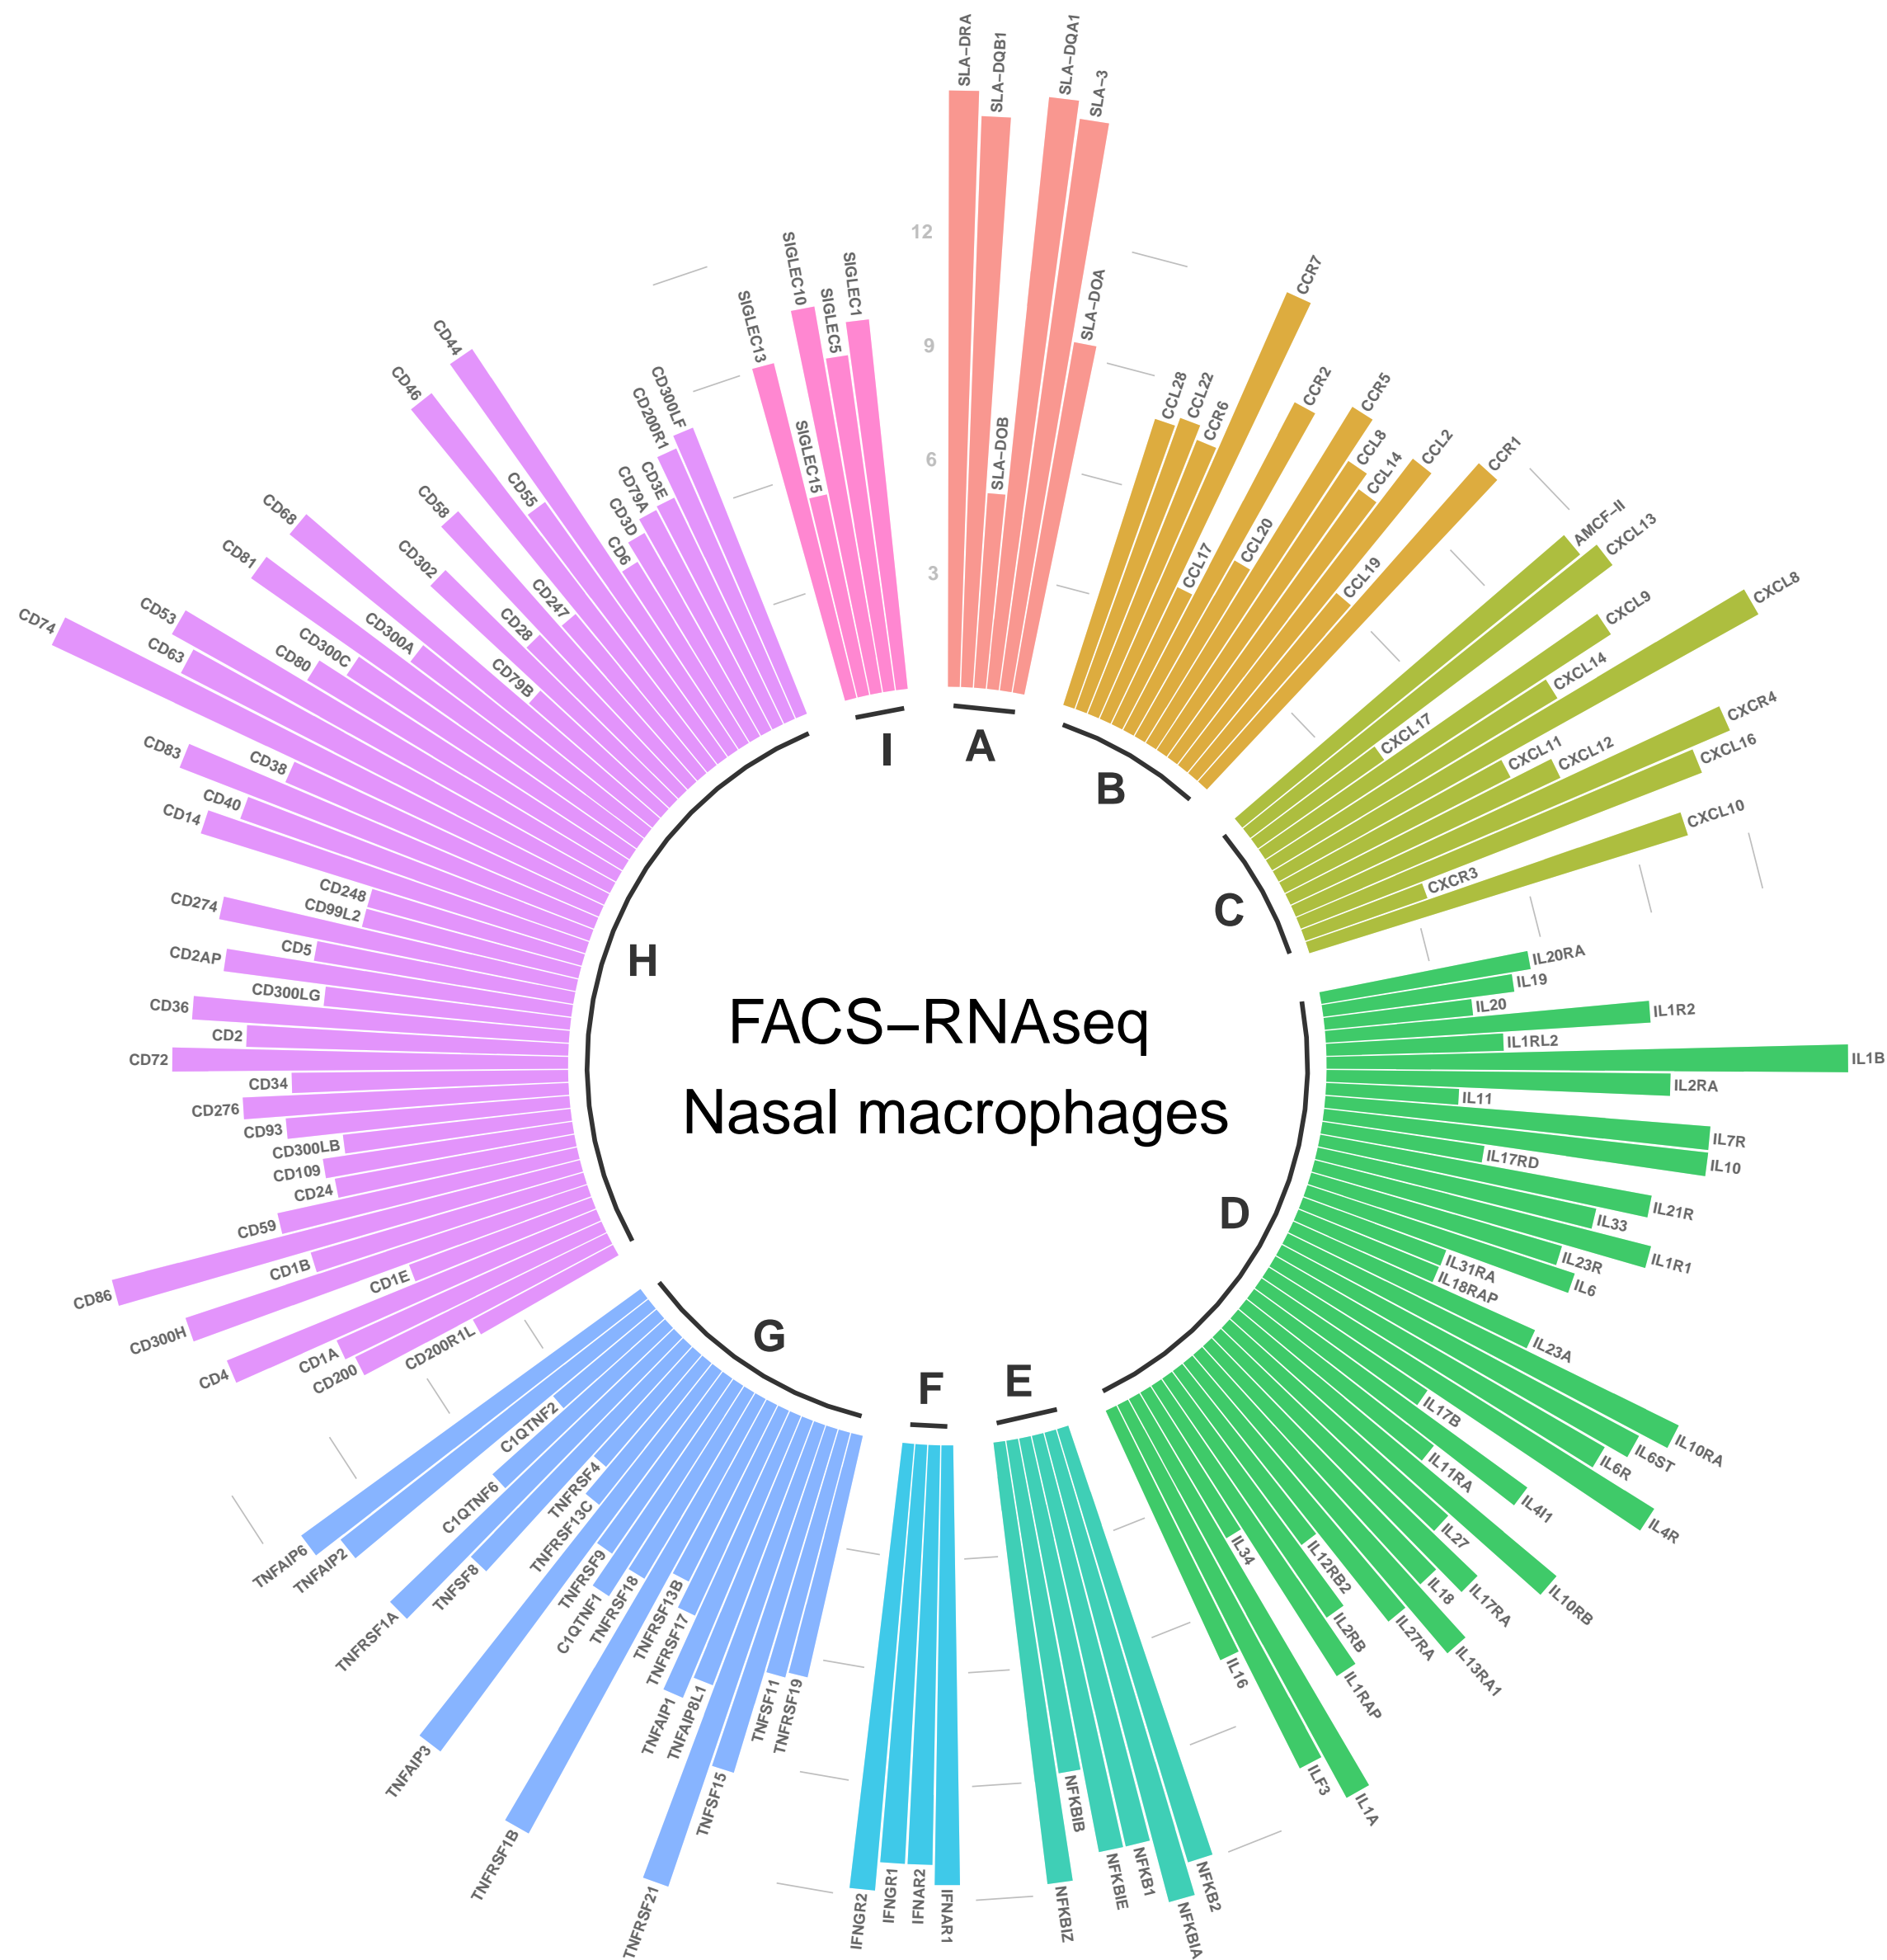 FACS–RNAseq
Nasal macrophages
12
9
6
3
A
B
C
D
E
F
G
H
I
SLA–DRA
SLA–DQB1
SLA–DOB
SLA–DQA1
SLA–3
SLA–DOA
CCL28
CCL22
CCR6
CCR7
CCL17
CCR2
CCL20
CCR5
CCL8
CCL14
CCL2
CCL19
CCR1
AMCF–II
CXCL13
CXCL17
CXCL9
CXCL14
CXCL8
CXCL11
CXCL12
CXCR4
CXCL16
CXCR3
CXCL10
IL20RA
IL19
IL20
IL1R2
IL1RL2
IL1B
IL2RA
IL11
IL7R
IL10
IL17RD
IL21R
IL33
IL1R1
IL23R
IL6
IL31RA
IL18RAP
IL23A
IL10RA
IL6ST
IL6R
IL4R
IL17B
IL4I1
IL11RA
IL10RB
IL27
IL17RA
IL18
IL13RA1
IL27RA
IL12RB2
IL2RB
IL1RAP
IL34
IL1A
ILF3
IL16
NFKB2
NFKBIA
NFKB1
NFKBIE
NFKBIB
NFKBIZ
IFNAR1
IFNAR2
IFNGR1
IFNGR2
TNFRSF19
TNFSF11
TNFSF15
TNFRSF21
TNFAIP8L1
TNFAIP1
TNFRSF17
TNFRSF13B
TNFRSF1B
TNFRSF18
C1QTNF1
TNFRSF9
TNFAIP3
TNFRSF13C
TNFRSF4
TNFSF8
TNFRSF1A
C1QTNF6
C1QTNF2
TNFAIP2
TNFAIP6
CD200R1L
CD200
CD1A
CD4
CD1E
CD300H
CD1B
CD86
CD59
CD24
CD109
CD300LB
CD93
CD276
CD34
CD72
CD2
CD36
CD300LG
CD2AP
CD5
CD274
CD99L2
CD248
CD14
CD40
CD83
CD38
CD74
CD63
CD53
CD80
CD300C
CD81
CD300A
CD68
CD79B
CD302
CD28
CD58
CD247
CD46
CD55
CD44
CD6
CD3D
CD79A
CD3E
CD200R1
CD300LF
SIGLEC13
SIGLEC15
SIGLEC10
SIGLEC5
SIGLEC1